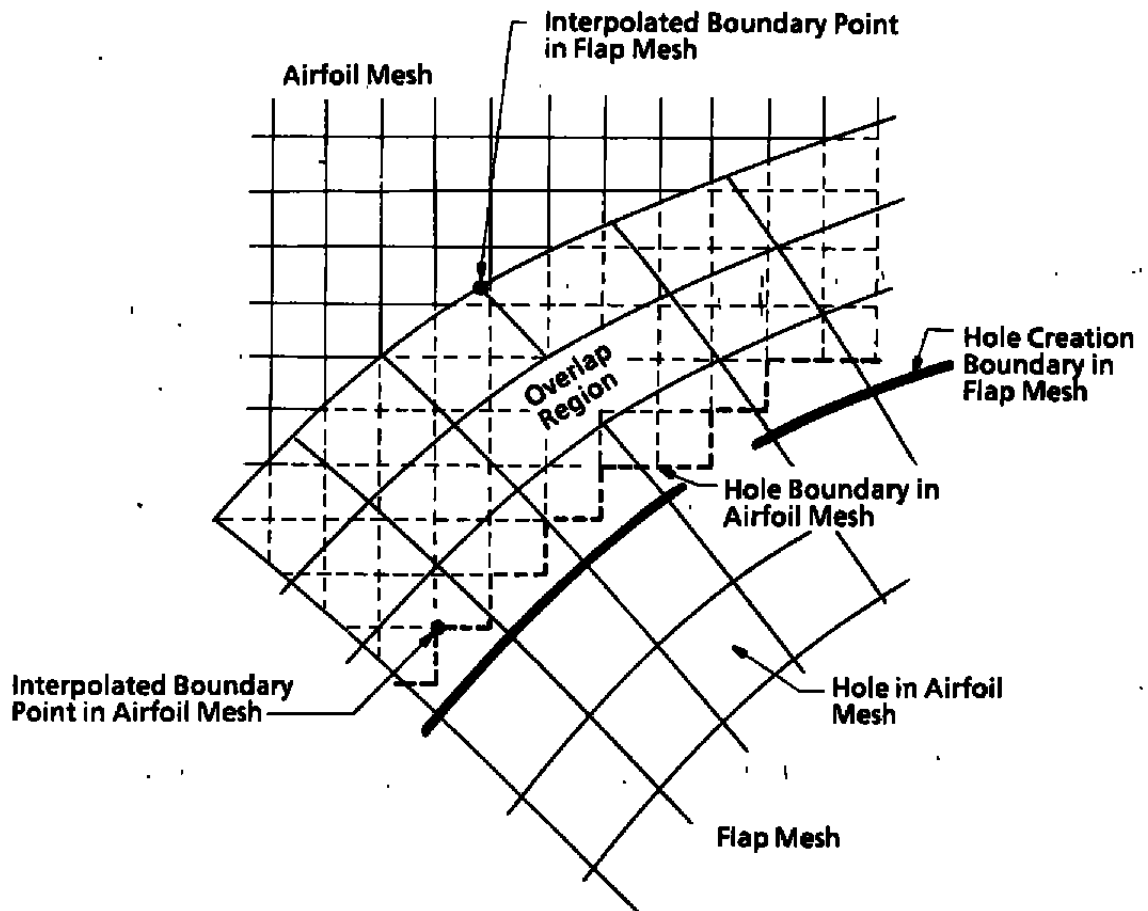 Interpolated Boundary Point
in Flap Mesh
Airfoil Mesh
Overlap
Region
Hole Creation
Boundary in
Flap Mesh
Hole Boundary in
Airfoil Mesh
Interpolated Boundary
Point in Airfoil Mesh
Hole in Airfoil
Mesh
Flap Mesh